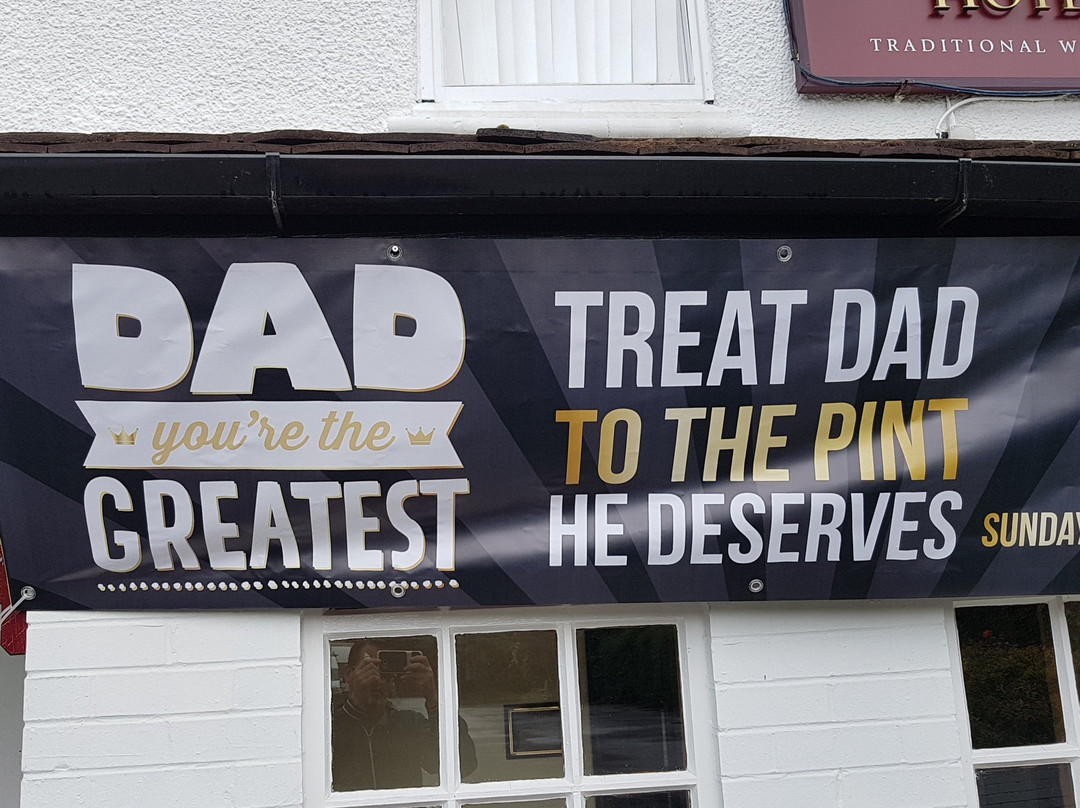 TRADITIONAL
DAD
you're the
GREATEST
TREAT DAD
TO THE PINT
HE DESERVES
SUNDAY